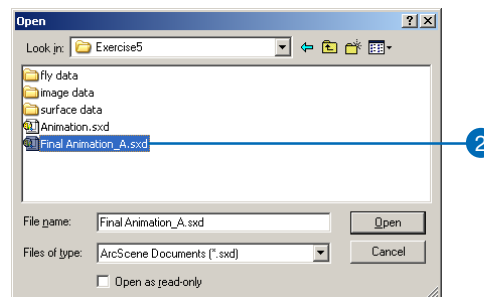 Open
Look in: Exercise5
fly data
image data
surface data
Animation.sxd
Final Animation_A.sxd
2
File name: Final Animation_A.sxd Open
Files of type: ArcScene Documents (*.sxd) Cancel
Open as read-only